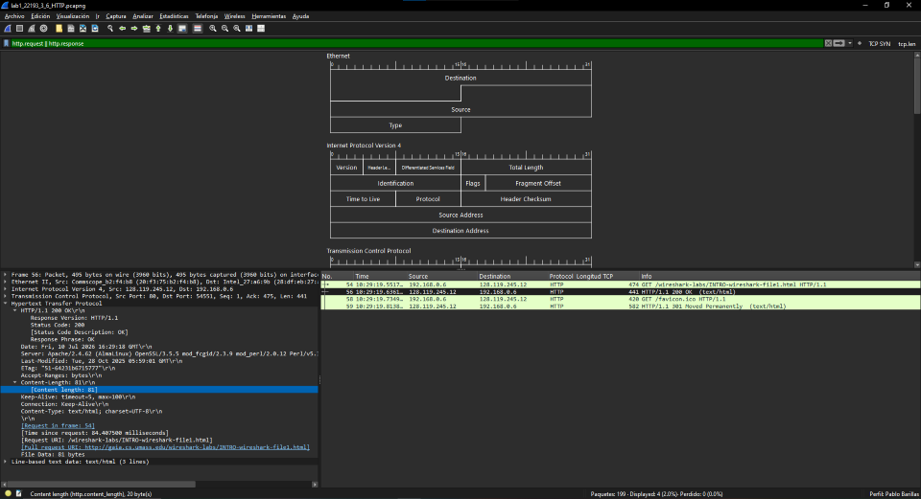 lab1_22193_3_6_HTTP.pcapng
Archivo Edición Visualización Ir Captura Analizar Estadísticas Telefonía Wireless Herramientas Ayuda
http.request || http.response
TCP SYN tcp.len
Ethernet
0 15 16 31
Destination
Source
Type
Internet Protocol Version 4
0 15 16 31
Version Header Le... Differentiated Services Field Total Length
Identification Flags Fragment Offset
Time to Live Protocol Header Checksum
Source Address
Destination Address
Transmission Control Protocol
0 15 16 31
Frame 56: Packet, 495 bytes on wire (3960 bits), 495 bytes captured (3960 bits) on interfac
Ethernet II, Src: Commscope_b2:f4:b8 (20:f3:75:b2:f4:b8), Dst: Intel_27:a6:9b (28:df:eb:27:
Internet Protocol Version 4, Src: 128.119.245.12, Dst: 192.168.0.6
Transmission Control Protocol, Src Port: 80, Dst Port: 54551, Seq: 1, Ack: 475, Len: 441
Hypertext Transfer Protocol
HTTP/1.1 200 OK\r\n
Response Version: HTTP/1.1
Status Code: 200
[Status Code Description: OK]
Response Phrase: OK
Date: Fri, 10 Jul 2026 16:29:18 GMT\r\n
Server: Apache/2.4.62 (AlmaLinux) OpenSSL/3.5.5 mod_fcgid/2.3.9 mod_perl/2.0.12 Perl/v5.
Last-Modified: Tue, 28 Oct 2025 05:59:01 GMT\r\n
ETag: "51-64231b6715777"\r\n
Accept-Ranges: bytes\r\n
Content-Length: 81\r\n
[Content length: 81]
Keep-Alive: timeout=5, max=100\r\n
Connection: Keep-Alive\r\n
Content-Type: text/html; charset=UTF-8\r\n
\r\n
[Request in frame: 54]
[Time since request: 84.407500 milliseconds]
[Request URI: /wireshark-labs/INTRO-wireshark-file1.html]
[Full request URI: http://gaia.cs.umass.edu/wireshark-labs/INTRO-wireshark-file1.html]
File Data: 81 bytes
Line-based text data: text/html (3 lines)
No. Time Source Destination Protocol Longitud TCP Info
54 10:29:19.5517... 192.168.0.6 128.119.245.12 HTTP 474 GET /wireshark-labs/INTRO-wireshark-file1.html HTTP/1.1
56 10:29:19.6361... 128.119.245.12 192.168.0.6 HTTP 441 HTTP/1.1 200 OK (text/html)
58 10:29:19.7349... 192.168.0.6 128.119.245.12 HTTP 420 GET /favicon.ico HTTP/1.1
59 10:29:19.8138... 128.119.245.12 192.168.0.6 HTTP 502 HTTP/1.1 301 Moved Permanently (text/html)
Content length (http.content_length), 20 byte(s)
Paquetes: 199 · Displayed: 4 (2.0%) · Perdido: 0 (0.0%)
Perfil: Pablo Barillas